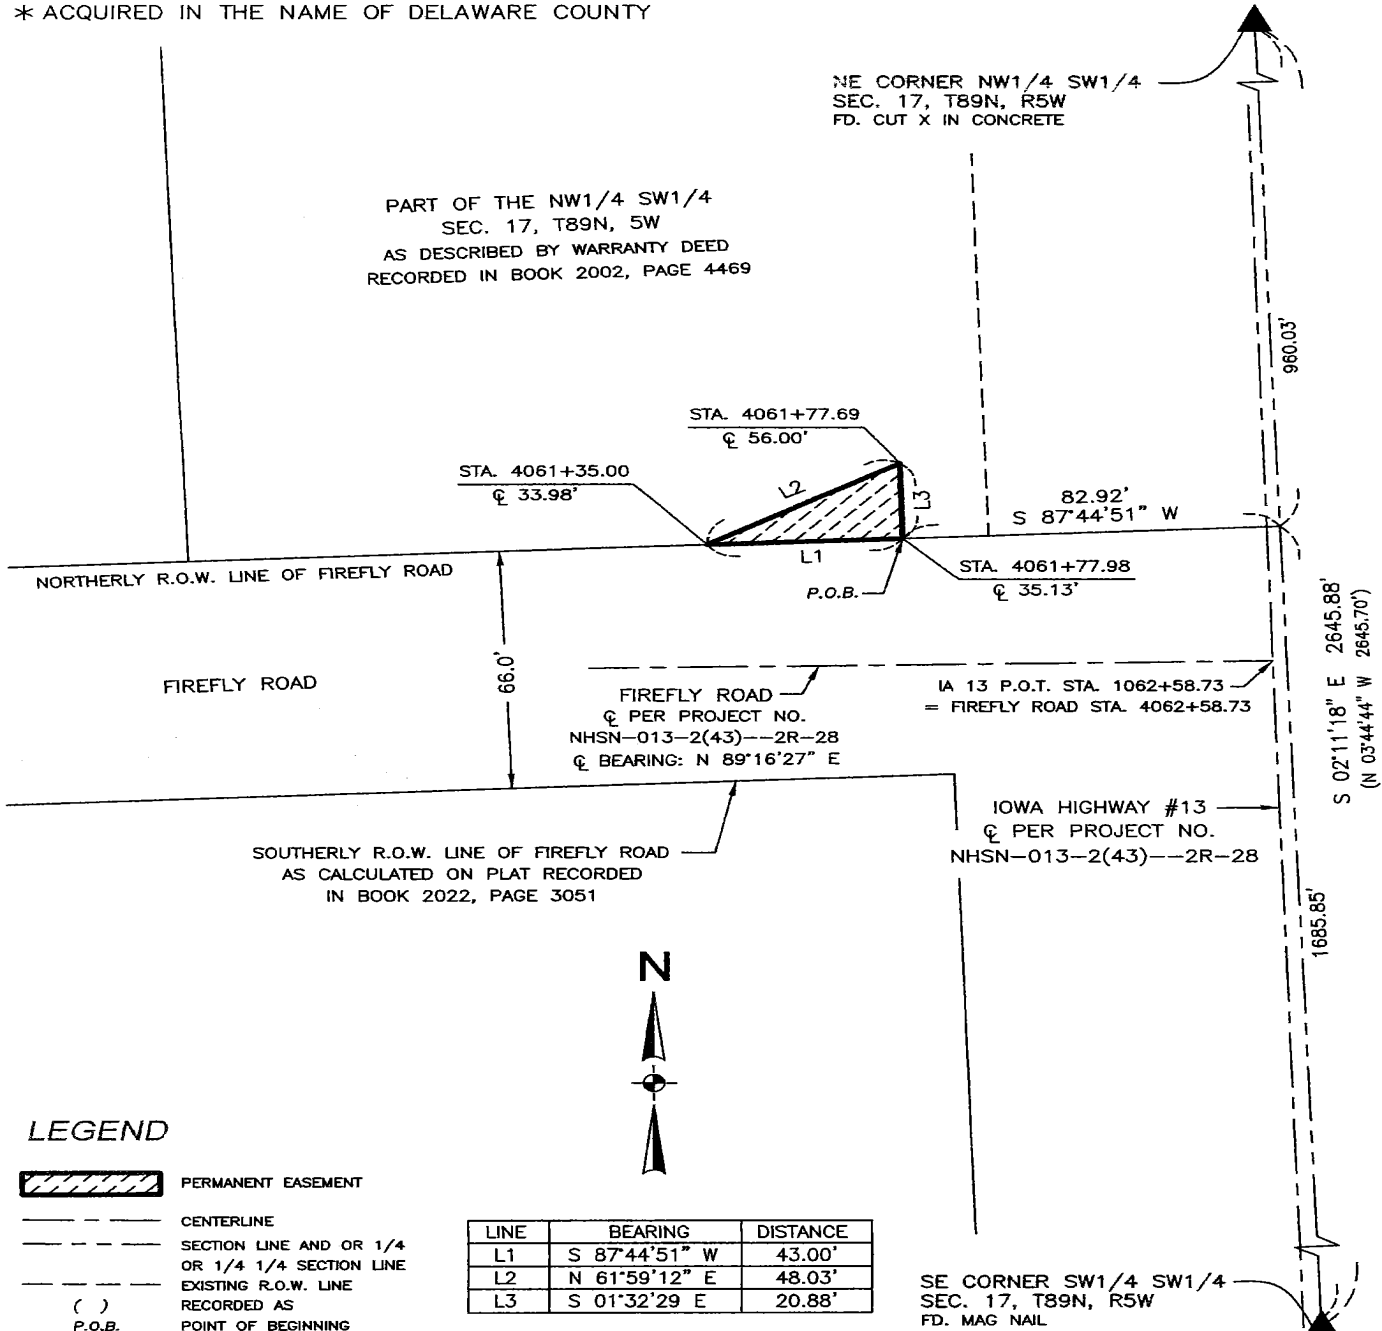 * ACQUIRED IN THE NAME OF DELAWARE COUNTY
NE CORNER NW1/4 SW1/4
SEC. 17, T89N, R5W
FD. CUT X IN CONCRETE
PART OF THE NW1/4 SW1/4
SEC. 17, T89N, 5W
AS DESCRIBED BY WARRANTY DEED
RECORDED IN BOOK 2002, PAGE 4469
960.03'
STA. 4061+77.69
℄ 56.00'
STA. 4061+35.00
℄ 33.98'
L2
L3
L1
82.92'
S 87°44'51" W
STA. 4061+77.98
℄ 35.13'
P.O.B.
NORTHERLY R.O.W. LINE OF FIREFLY ROAD
66.0'
FIREFLY ROAD
FIREFLY ROAD
℄ PER PROJECT NO.
NHSN-013-2(43)--2R-28
℄ BEARING: N 89°16'27" E
IA 13 P.O.T. STA. 1062+58.73
= FIREFLY ROAD STA. 4062+58.73
S 02°11'18" E 2645.88'
(N 03°44'44" W 2645.70')
IOWA HIGHWAY #13
℄ PER PROJECT NO.
NHSN-013-2(43)--2R-28
SOUTHERLY R.O.W. LINE OF FIREFLY ROAD
AS CALCULATED ON PLAT RECORDED
IN BOOK 2022, PAGE 3051
1685.85'
N
LEGEND
PERMANENT EASEMENT
CENTERLINE
SECTION LINE AND OR 1/4
OR 1/4 1/4 SECTION LINE
EXISTING R.O.W. LINE
( ) RECORDED AS
P.O.B. POINT OF BEGINNING
LINE BEARING DISTANCE
L1 S 87°44'51" W 43.00'
L2 N 61°59'12" E 48.03'
L3 S 01°32'29 E 20.88'
SE CORNER SW1/4 SW1/4
SEC. 17, T89N, R5W
FD. MAG NAIL